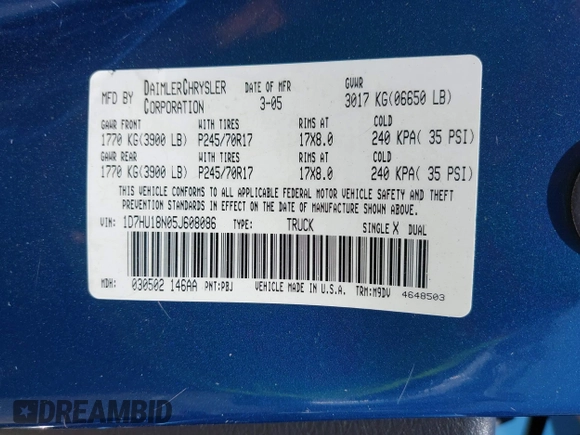 MFD BY DAIMLERCHRYSLER CORPORATION DATE OF MFR 3-05 GVWR 3017 KG(06650 LB)
GAWR FRONT WITH TIRES RIMS AT COLD
1770 KG(3900 LB) P245/70R17 17X8.0 240 KPA( 35 PSI)
GAWR REAR WITH TIRES RIMS AT COLD
1770 KG(3900 LB) P245/70R17 17X8.0 240 KPA( 35 PSI)
THIS VEHICLE CONFORMS TO ALL APPLICABLE FEDERAL MOTOR VEHICLE SAFETY AND THEFT
PREVENTION STANDARDS IN EFFECT ON THE DATE OF MANUFACTURE SHOWN ABOVE.
VIN: 1D7HU18N05J608086 TYPE: TRUCK SINGLE X DUAL
MDH: 030502 146AA PNT:PBJ VEHICLE MADE IN U.S.A. TRM:M9DV 4648503
DREAMBID